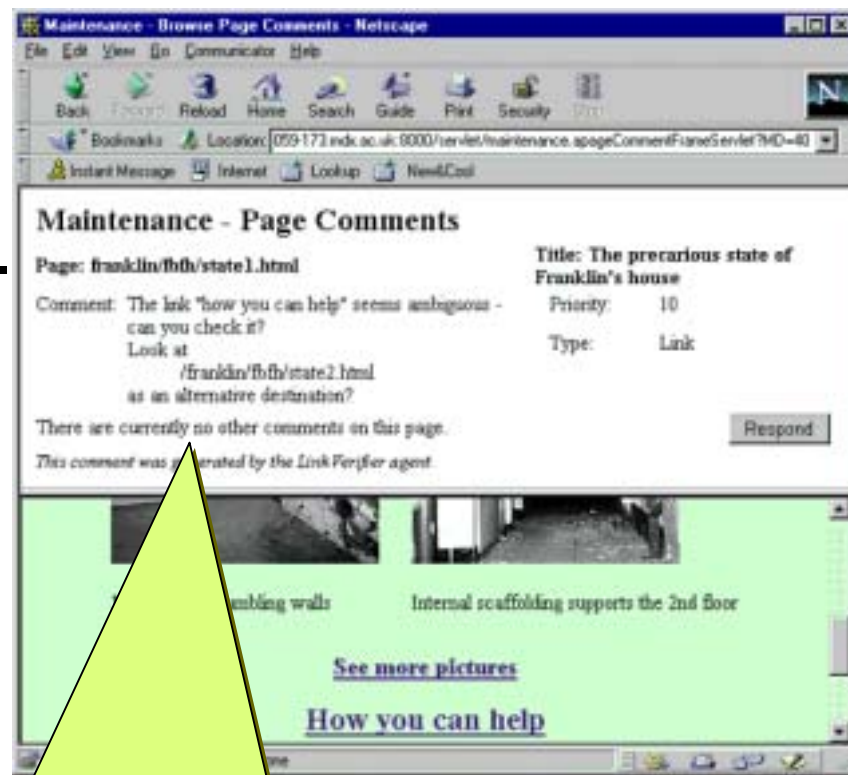 Maintenance - Browse Page Comments - Netscape
File Edit View Go Communicator Help
Back Forward Reload Home Search Guide Print Security Stop
Bookmarks Location: 059-173.mdx.ac.uk:8000/servlet/maintenance.apageCommentFrameServlet?MD=40
Instant Message Internet Lookup New&Cool
Maintenance - Page Comments
Page: franklin/fbfh/state1.html
Title: The precarious state of
Franklin's house
Comment: The link "how you can help" seems ambiguous -
can you check it?
Look at
/franklin/fbfh/state2.html
as an alternative destination?
Priority: 10
Type: Link
There are currently no other comments on this page.
Respond
This comment was generated by the Link Verifier agent.
walls
Internal scaffolding supports the 2nd floor
See more pictures
How you can help